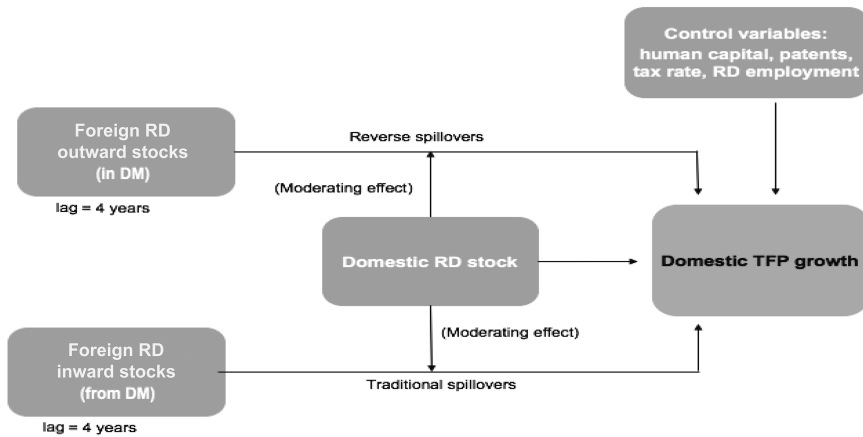 Control variables:
human capital, patents,
tax rate, RD employment
Foreign RD
outward stocks
(in DM)
lag = 4 years
Reverse spillovers
(Moderating effect)
Domestic RD stock
Domestic TFP growth
(Moderating effect)
Foreign RD
inward stocks
(from DM)
lag = 4 years
Traditional spillovers